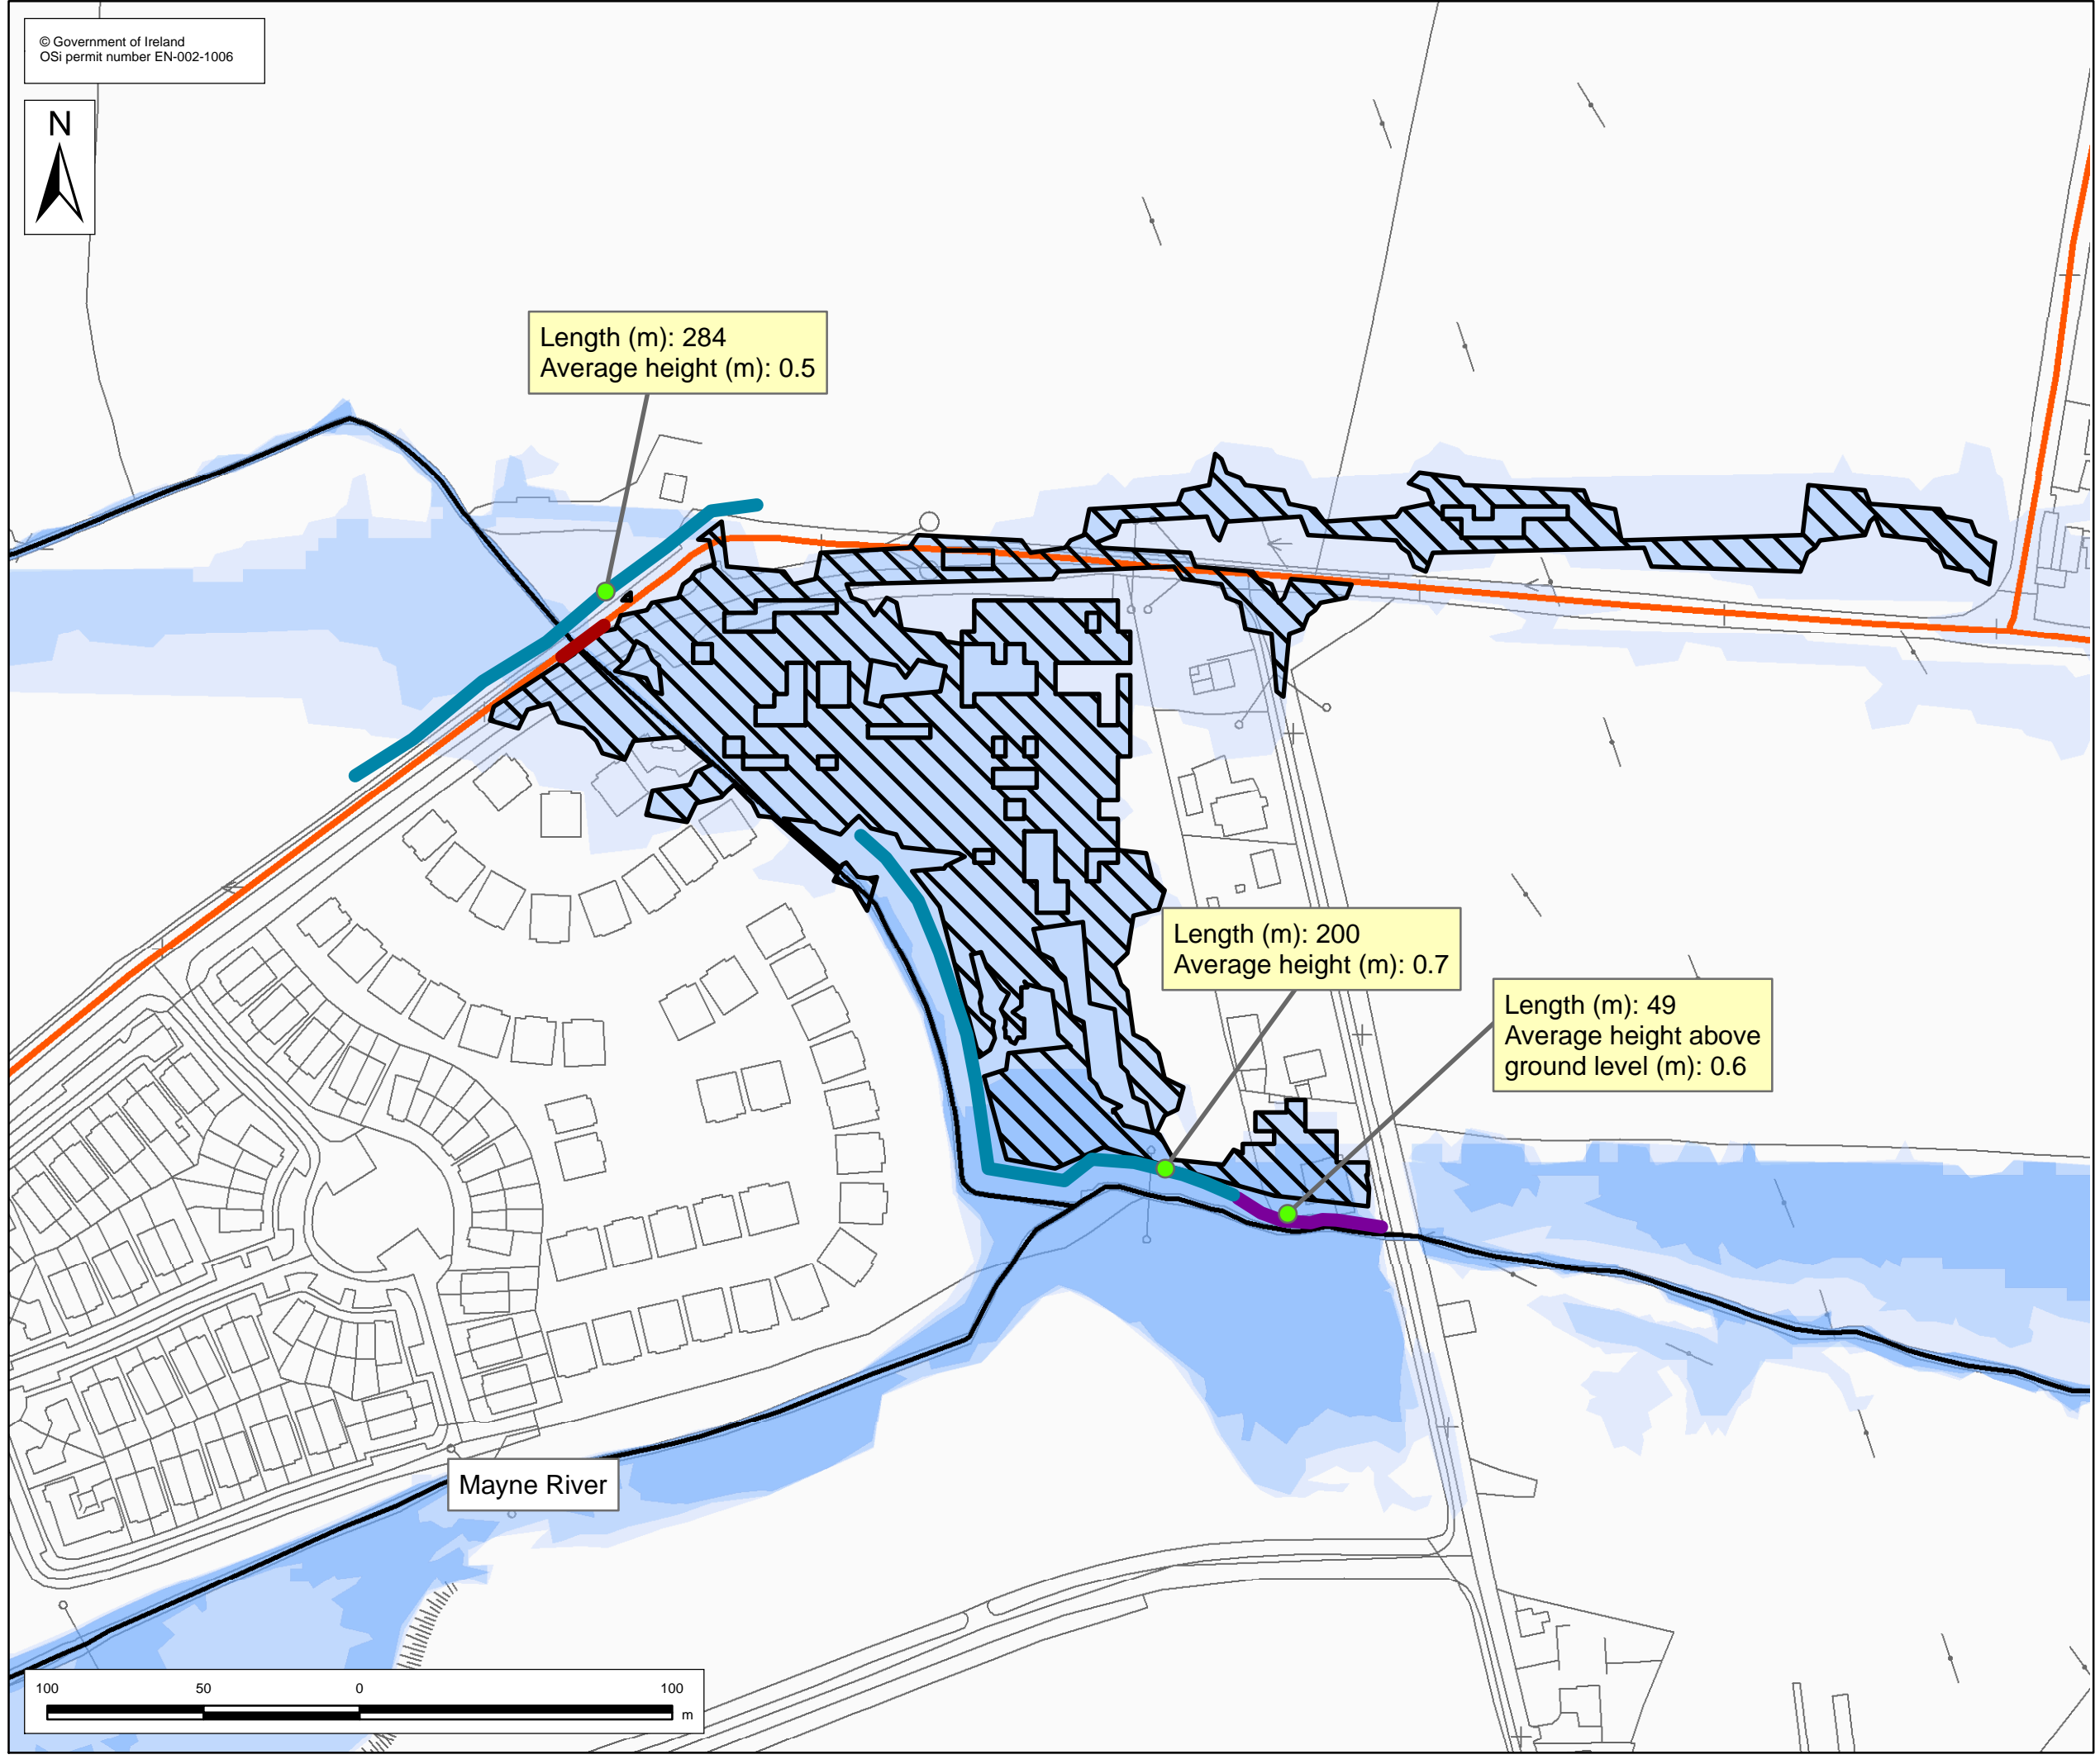 © Government of Ireland
OSi permit number EN-002-1006
N
Length (m): 284
Average height (m): 0.5
Length (m): 200
Average height (m): 0.7
Length (m): 49
Average height above
ground level (m): 0.6
Mayne River
100 50 0 100
m